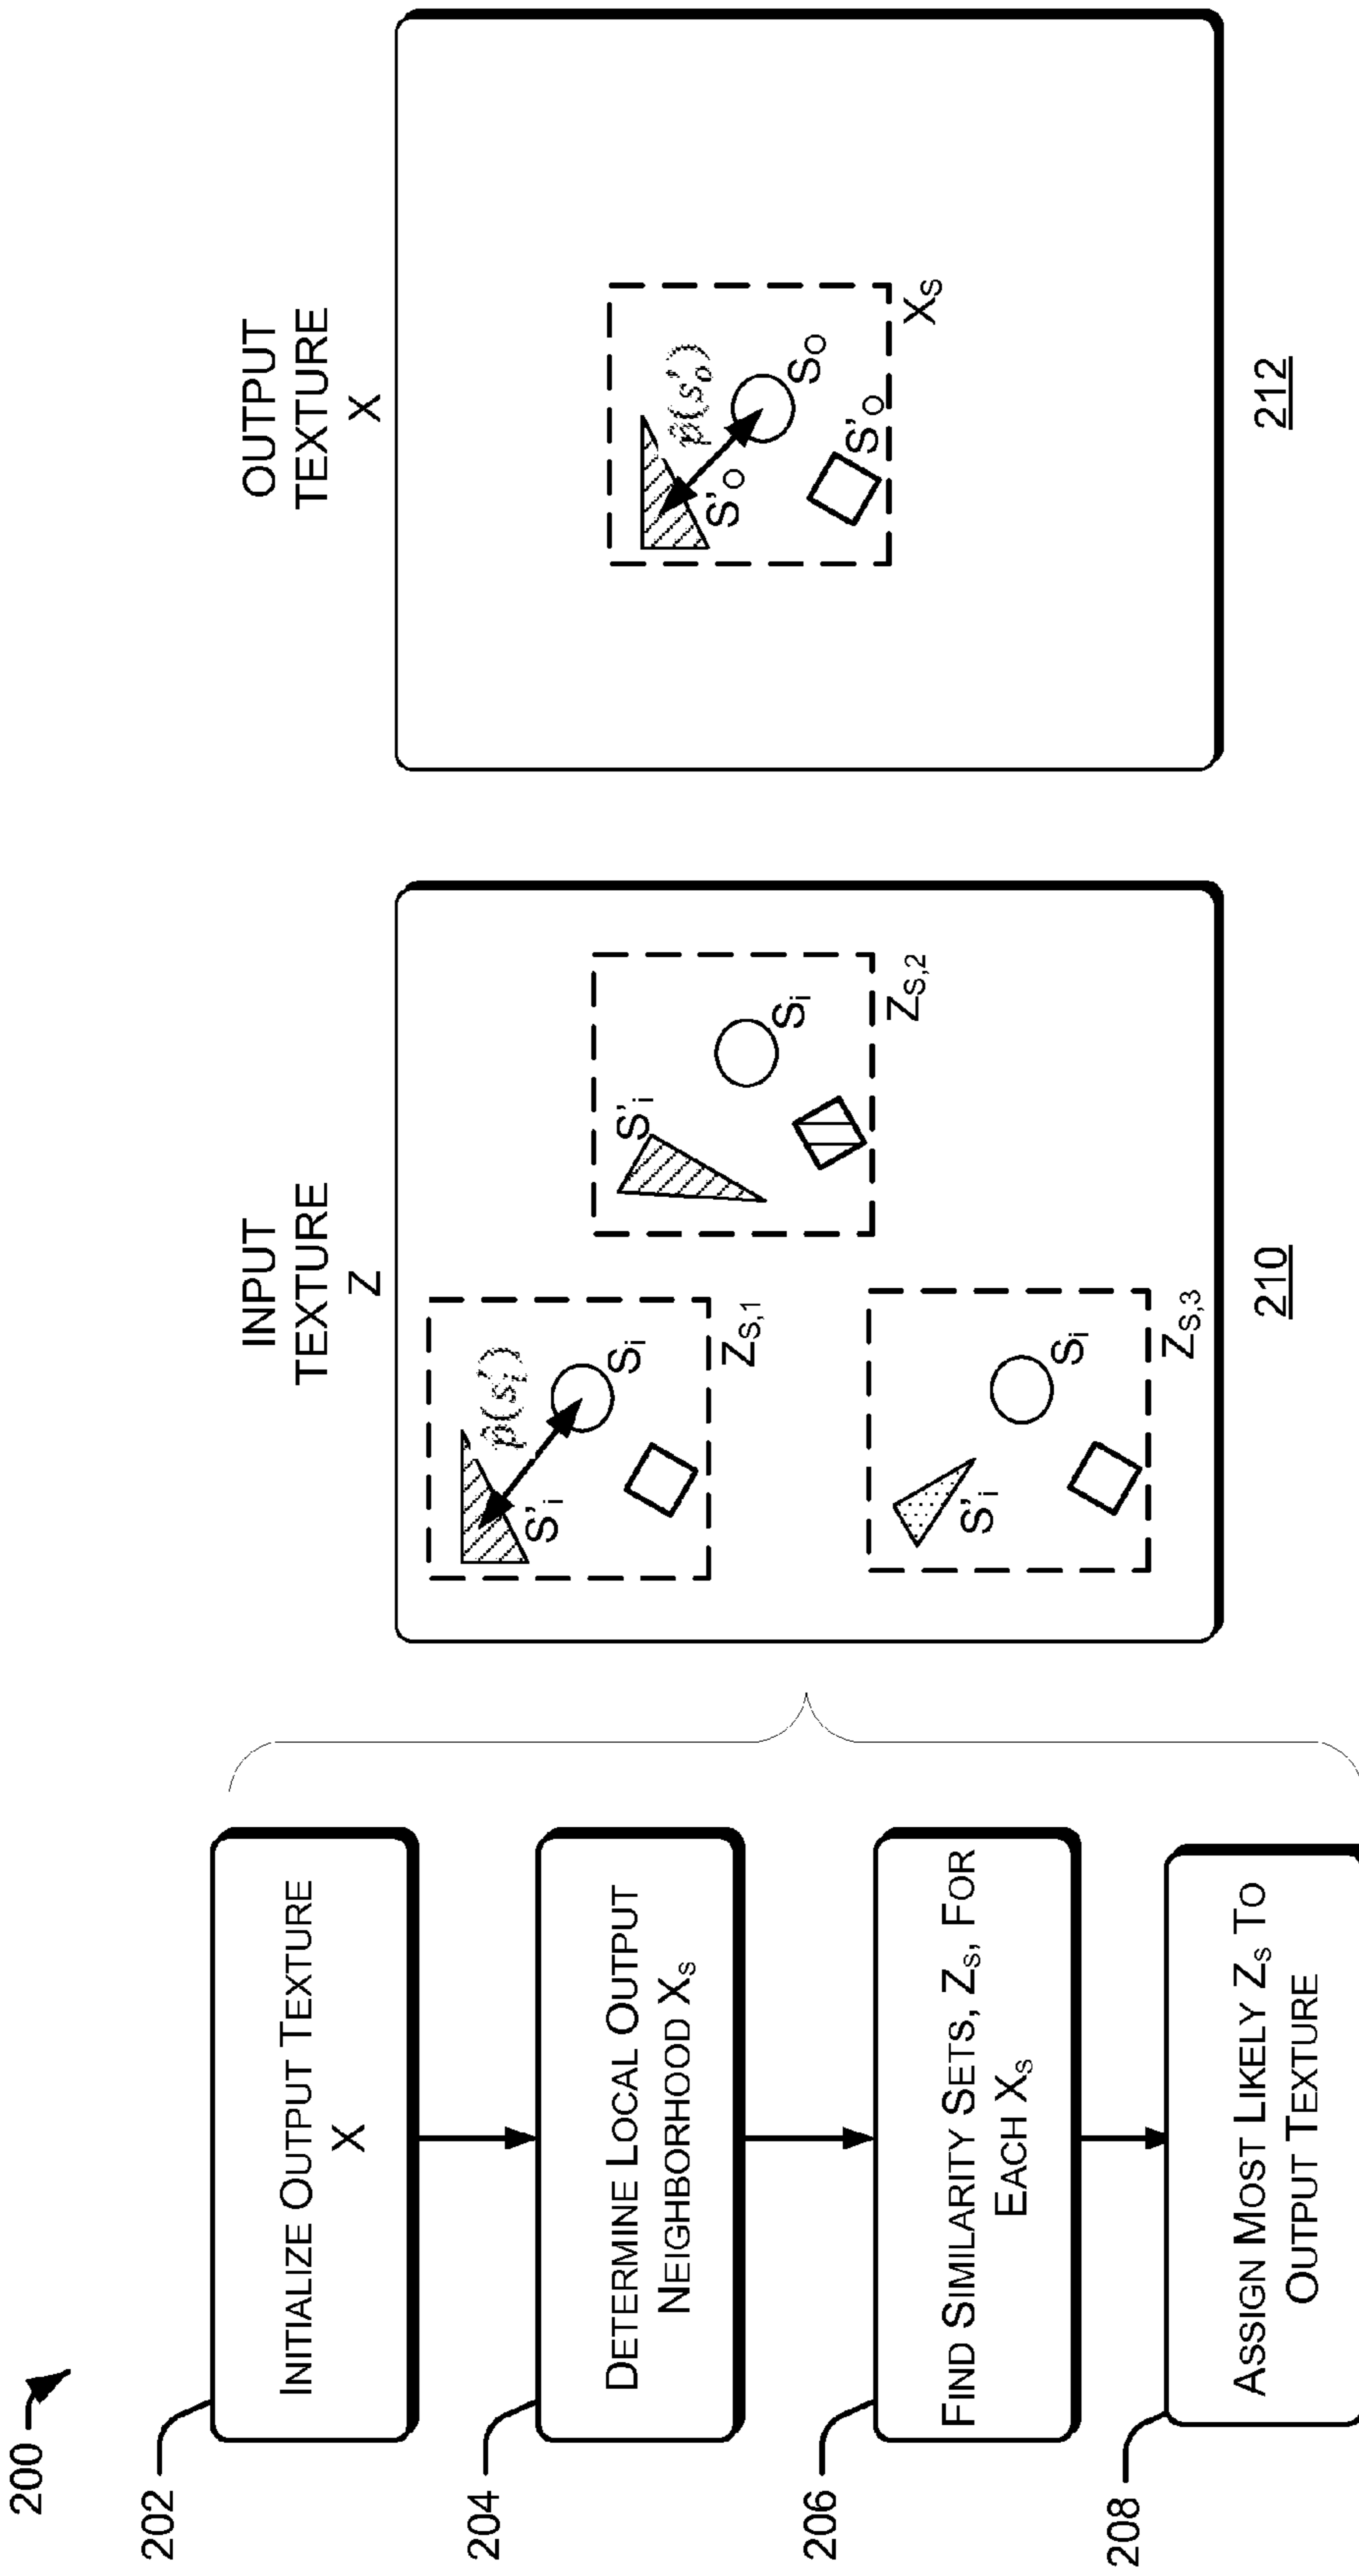 200
202
INITIALIZE OUTPUT TEXTURE
X
204
DETERMINE LOCAL OUTPUT
NEIGHBORHOOD Xs
206
FIND SIMILARITY SETS, Zs, FOR
EACH Xs
208
ASSIGN MOST LIKELY Zs TO
OUTPUT TEXTURE
INPUT
TEXTURE
Z
p̂(s'i)
S'i
Si
ZS,1
S'i
Si
ZS,2
S'i
Si
ZS,3
210
OUTPUT
TEXTURE
X
p̂(s'o)
S'O
SO
S'O
XS
212